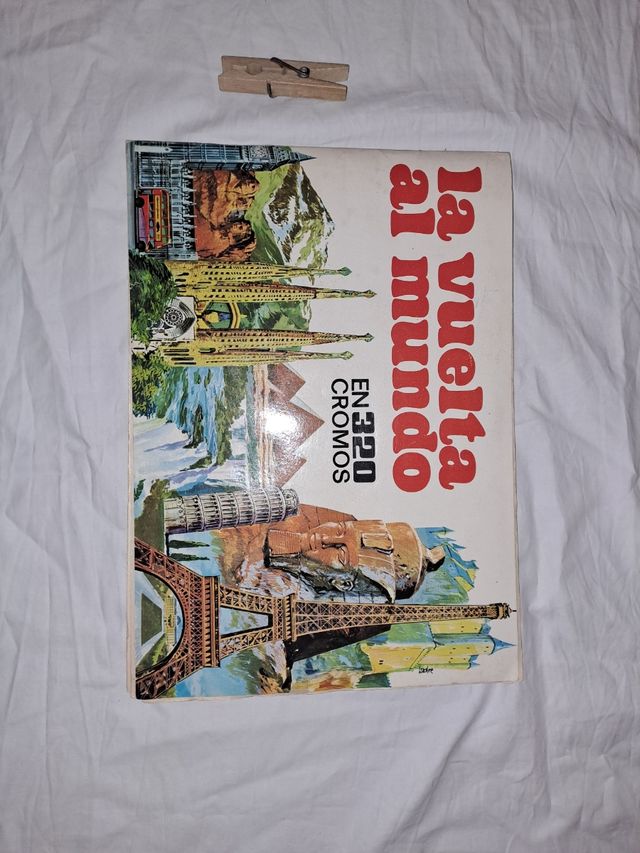 la vuelta
al mundo
EN 320
CROMOS